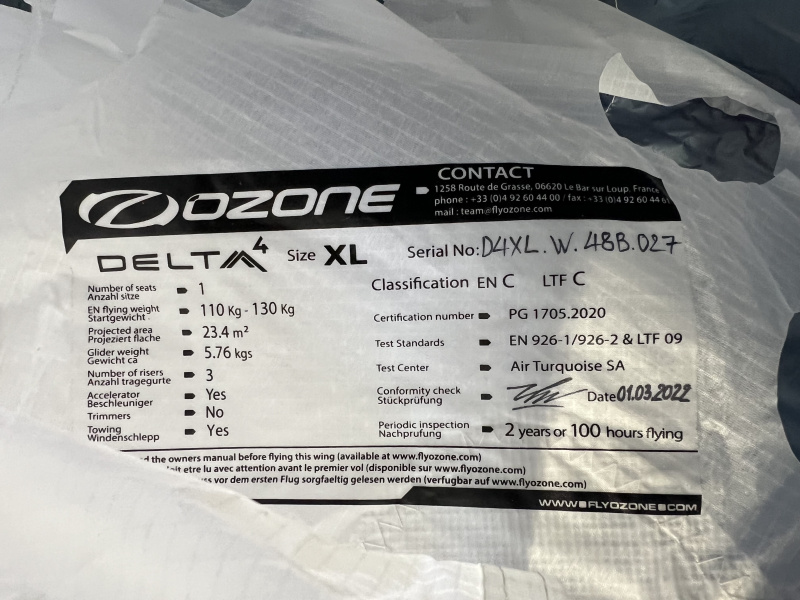 OZONE
CONTACT
1258 Route de Grasse, 06620 Le Bar sur Loup, France
phone : +33 (0)4 92 60 44 00 / fax : +33 (0)4 92 60 44
mail : team@flyozone.com
DELTA 4 Size XL Serial No: D4XL.W.48B.027
Classification EN C LTF C
Number of seats 1
Anzahl sitze
EN flying weight 110 Kg - 130 Kg
Startgewicht
Projected area 23.4 m²
Projeziert flache
Glider weight 5.76 kgs
Gewicht ca
Number of risers 3
Anzahl tragegurte
Accelerator Yes
Beschleuniger
Trimmers No
Towing Yes
Windenschlepp
Certification number PG 1705.2020
Test Standards EN 926-1/926-2 & LTF 09
Test Center Air Turquoise SA
Conformity check Date 01.03.2022
Stückprüfung
Periodic inspection 2 years or 100 hours flying
Nachprufung
the owners manual before flying this wing (available at www.flyozone.com)
etre lu avec attention avant le premier vol (disponible sur www.flyozone.com)
vor dem ersten Flug sorgfaeltig gelesen werden (verfugbar auf www.flyozone.com)
WWW.FLYOZONE.COM